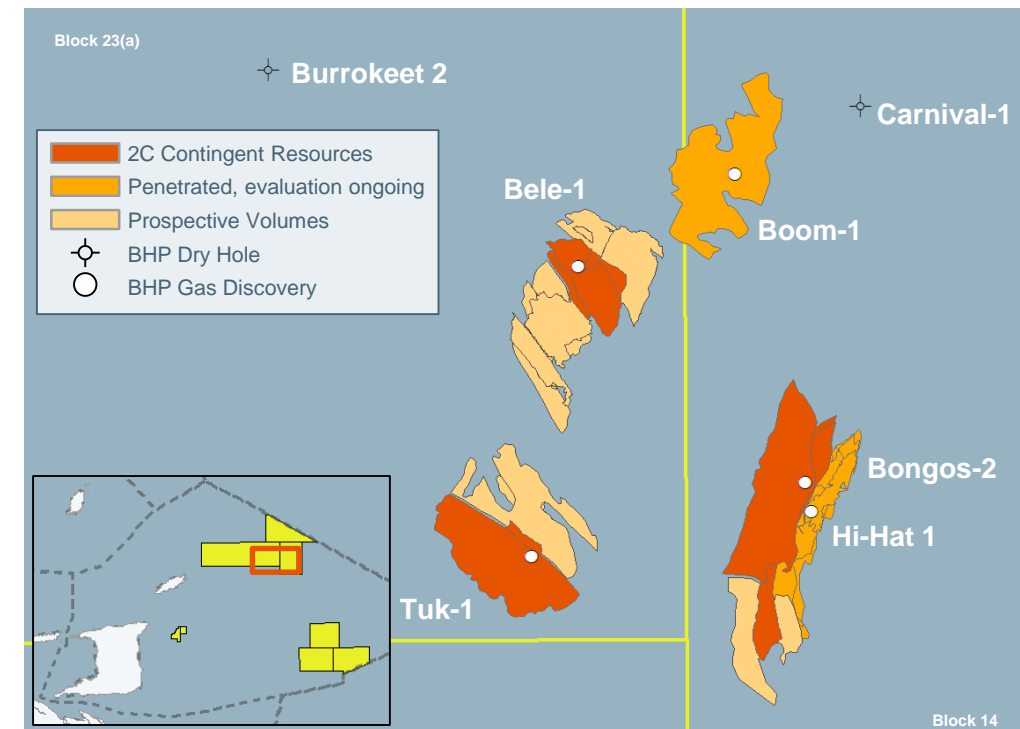 Block 23(a)
Burrokeet 2
Carnival-1
2C Contingent Resources
Penetrated, evaluation ongoing
Prospective Volumes
BHP Dry Hole
BHP Gas Discovery
Bele-1
Boom-1
Bongos-2
Hi-Hat 1
Tuk-1
Block 14